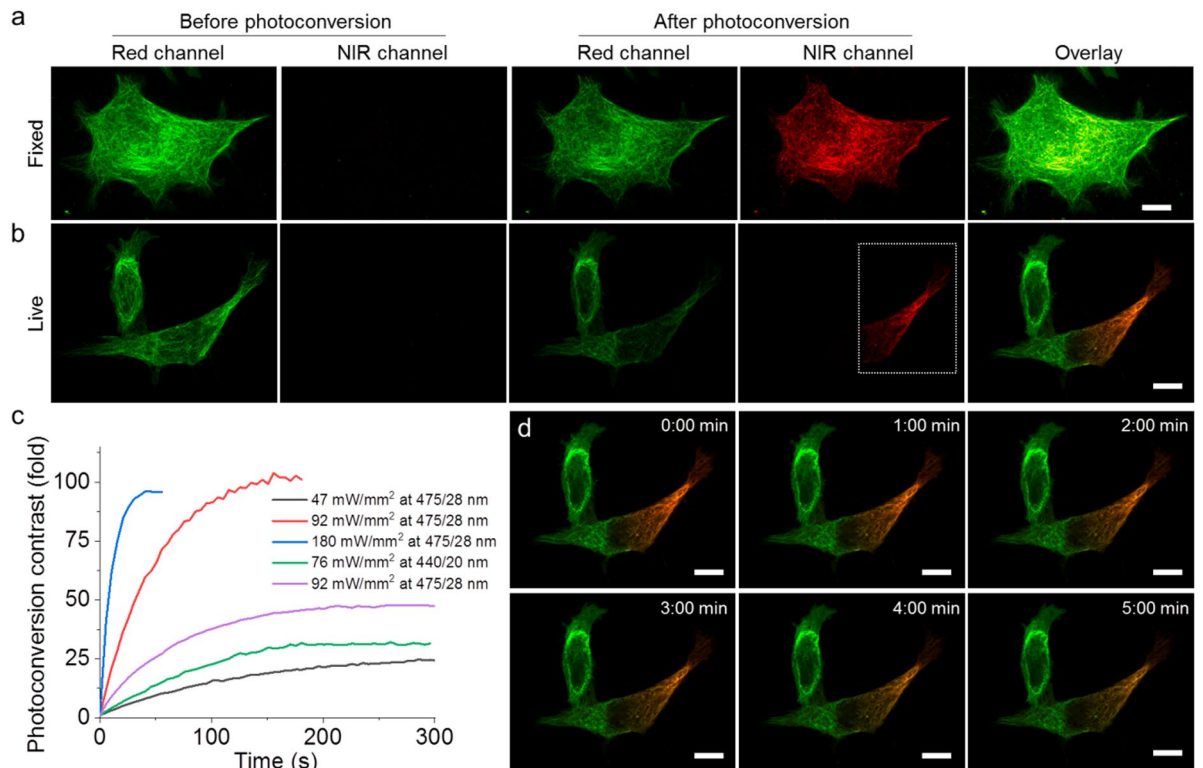 a
Before photoconversion
After photoconversion
Red channel
NIR channel
Red channel
NIR channel
Overlay
Fixed
b
Live
c
Photoconversion contrast (fold)
100
75
50
25
0
0
100
200
300
Time (s)
47 mW/mm² at 475/28 nm
92 mW/mm² at 475/28 nm
180 mW/mm² at 475/28 nm
76 mW/mm² at 440/20 nm
92 mW/mm² at 475/28 nm
d
0:00 min
1:00 min
2:00 min
3:00 min
4:00 min
5:00 min